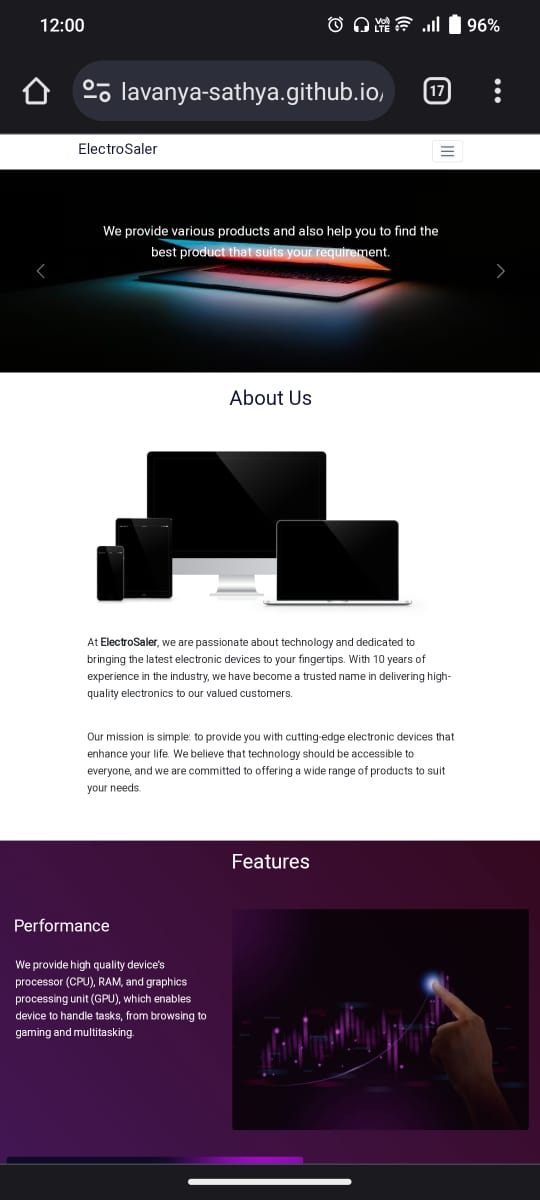 12:00
Vo) LTE
96%
lavanya-sathya.github.io/
17
ElectroSaler
We provide various products and also help you to find the
best product that suits your requirement.
About Us
At ElectroSaler, we are passionate about technology and dedicated to
bringing the latest electronic devices to your fingertips. With 10 years of
experience in the industry, we have become a trusted name in delivering high-
quality electronics to our valued customers.
Our mission is simple: to provide you with cutting-edge electronic devices that
enhance your life. We believe that technology should be accessible to
everyone, and we are committed to offering a wide range of products to suit
your needs.
Features
Performance
We provide high quality device's
processor (CPU), RAM, and graphics
processing unit (GPU), which enables
device to handle tasks, from browsing to
gaming and multitasking.